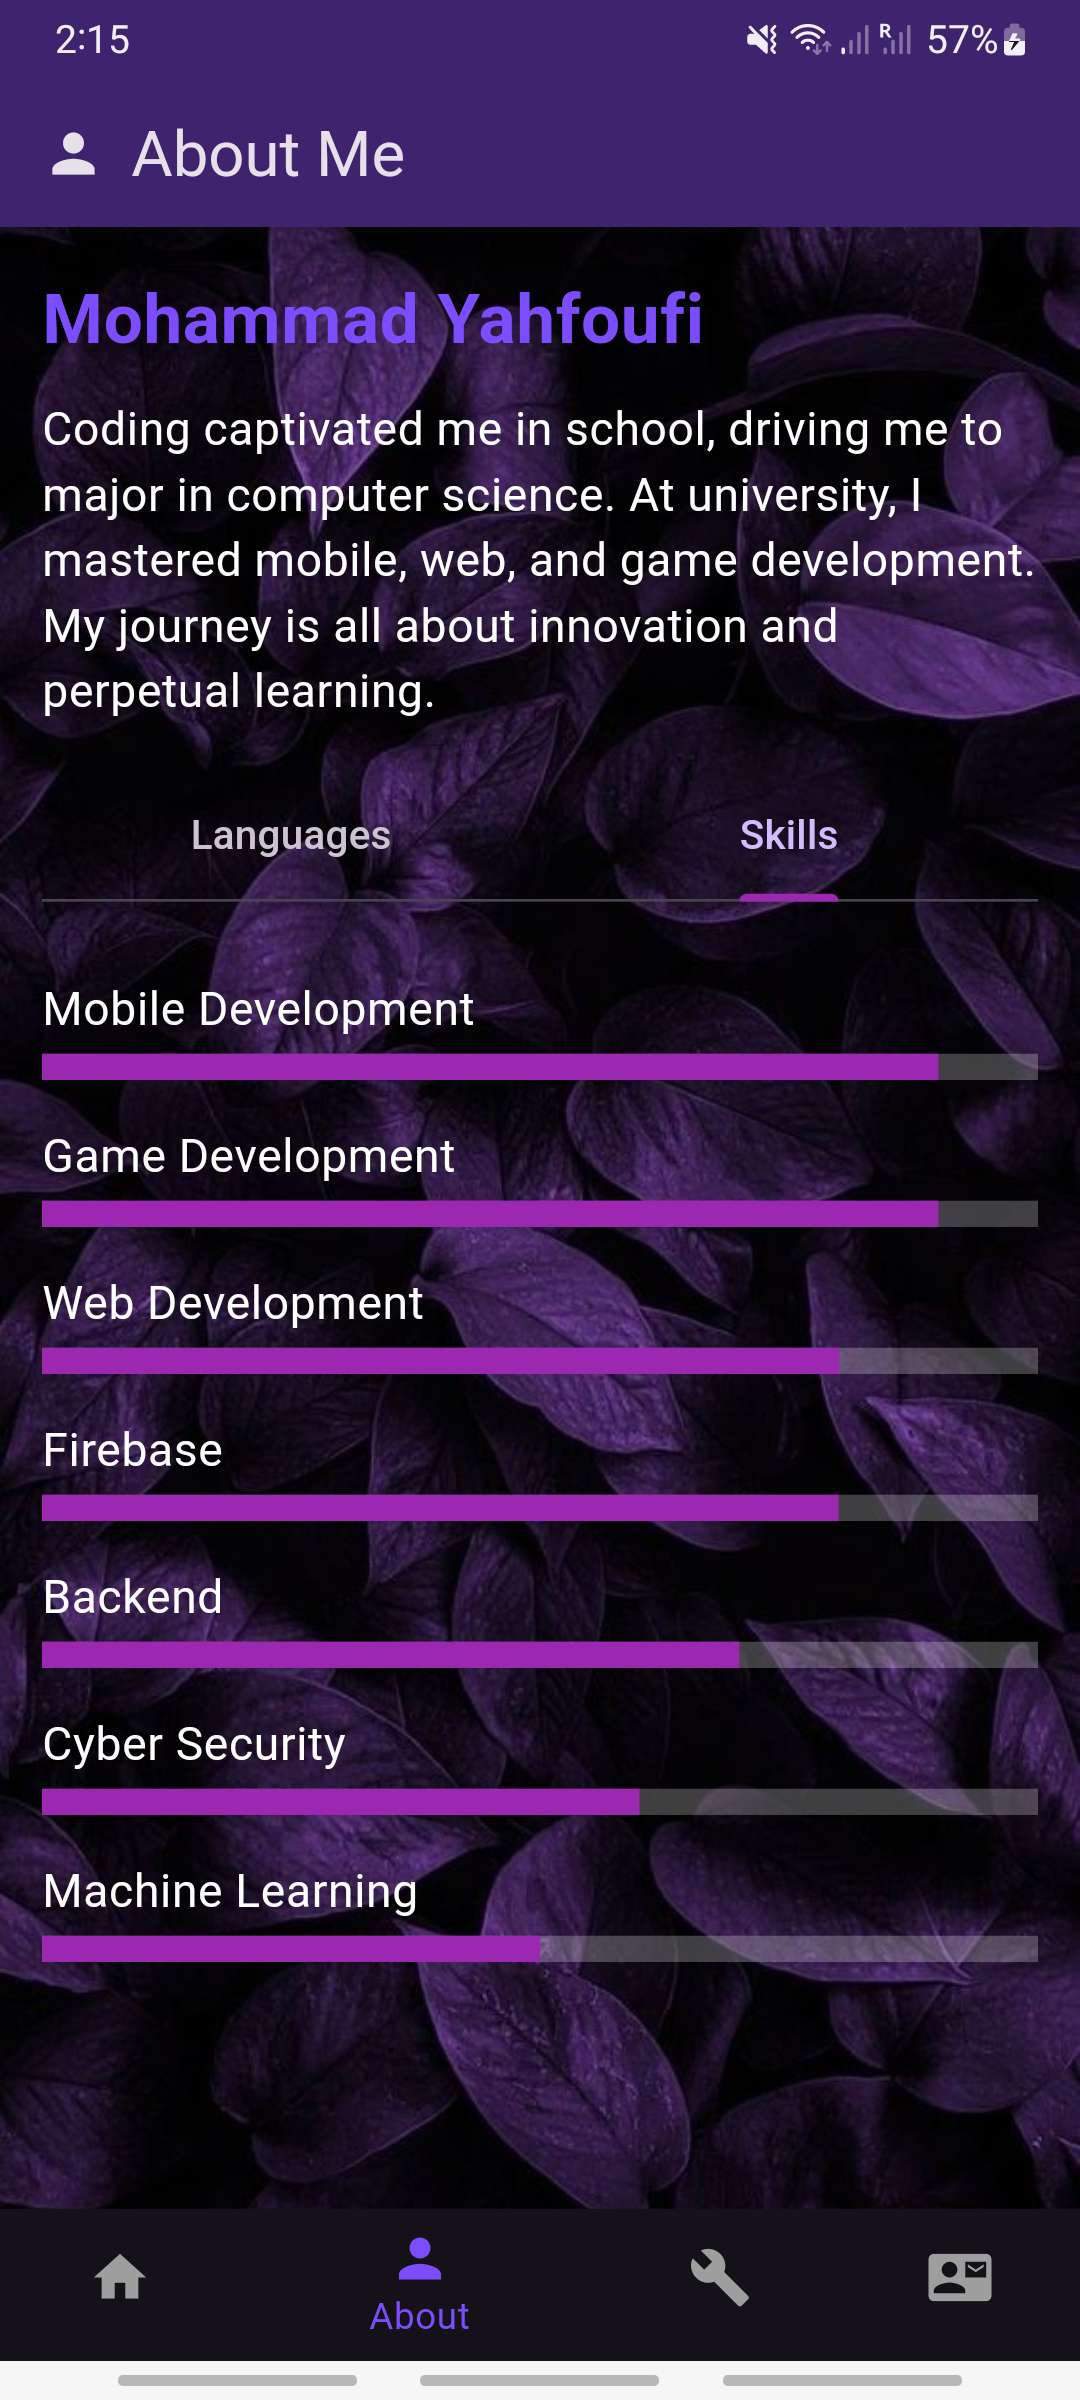 2:15
R
57%
About Me
Mohammad Yahfoufi
Coding captivated me in school, driving me to
major in computer science. At university, I
mastered mobile, web, and game development.
My journey is all about innovation and
perpetual learning.
Languages
Skills
Mobile Development
Game Development
Web Development
Firebase
Backend
Cyber Security
Machine Learning
About